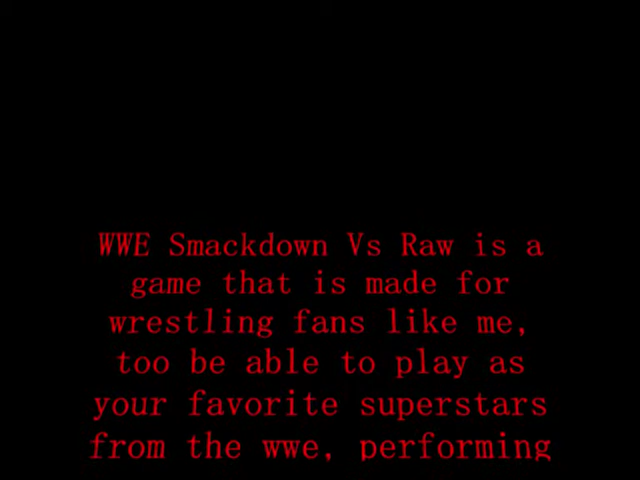 WWE Smackdown Vs Raw is a
game that is made for
wrestling fans like me,
too be able to play as
your favorite superstars
from the wwe, performing